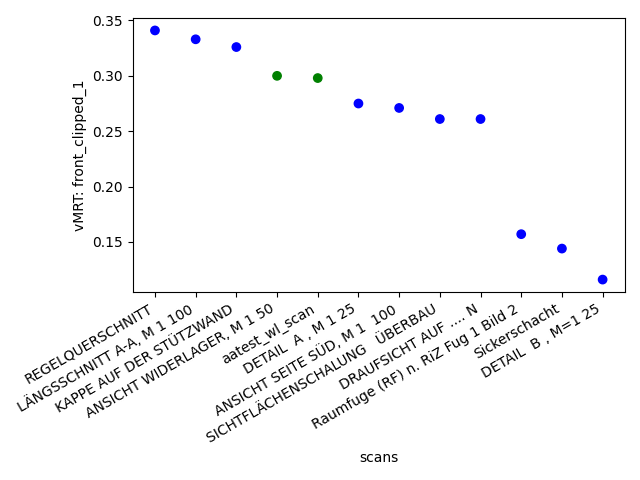 0.35
0.30
0.25
0.20
0.15
vMRT: front_clipped_1
REGELQUERSCHNITT
LÄNGSSCHNITT A-A, M 1 100
KAPPE AUF DER STÜTZWAND
ANSICHT WIDERLAGER, M 1 50
aatest_wl_scan
DETAIL A , M 1 25
ANSICHT SEITE SÜD, M 1 100
SICHTFLÄCHENSCHALUNG ÜBERBAU
DRAUFSICHT AUF .... N
Raumfuge (RF) n. RiZ Fug 1 Bild 2
Sickerschacht
DETAIL B , M=1 25
scans